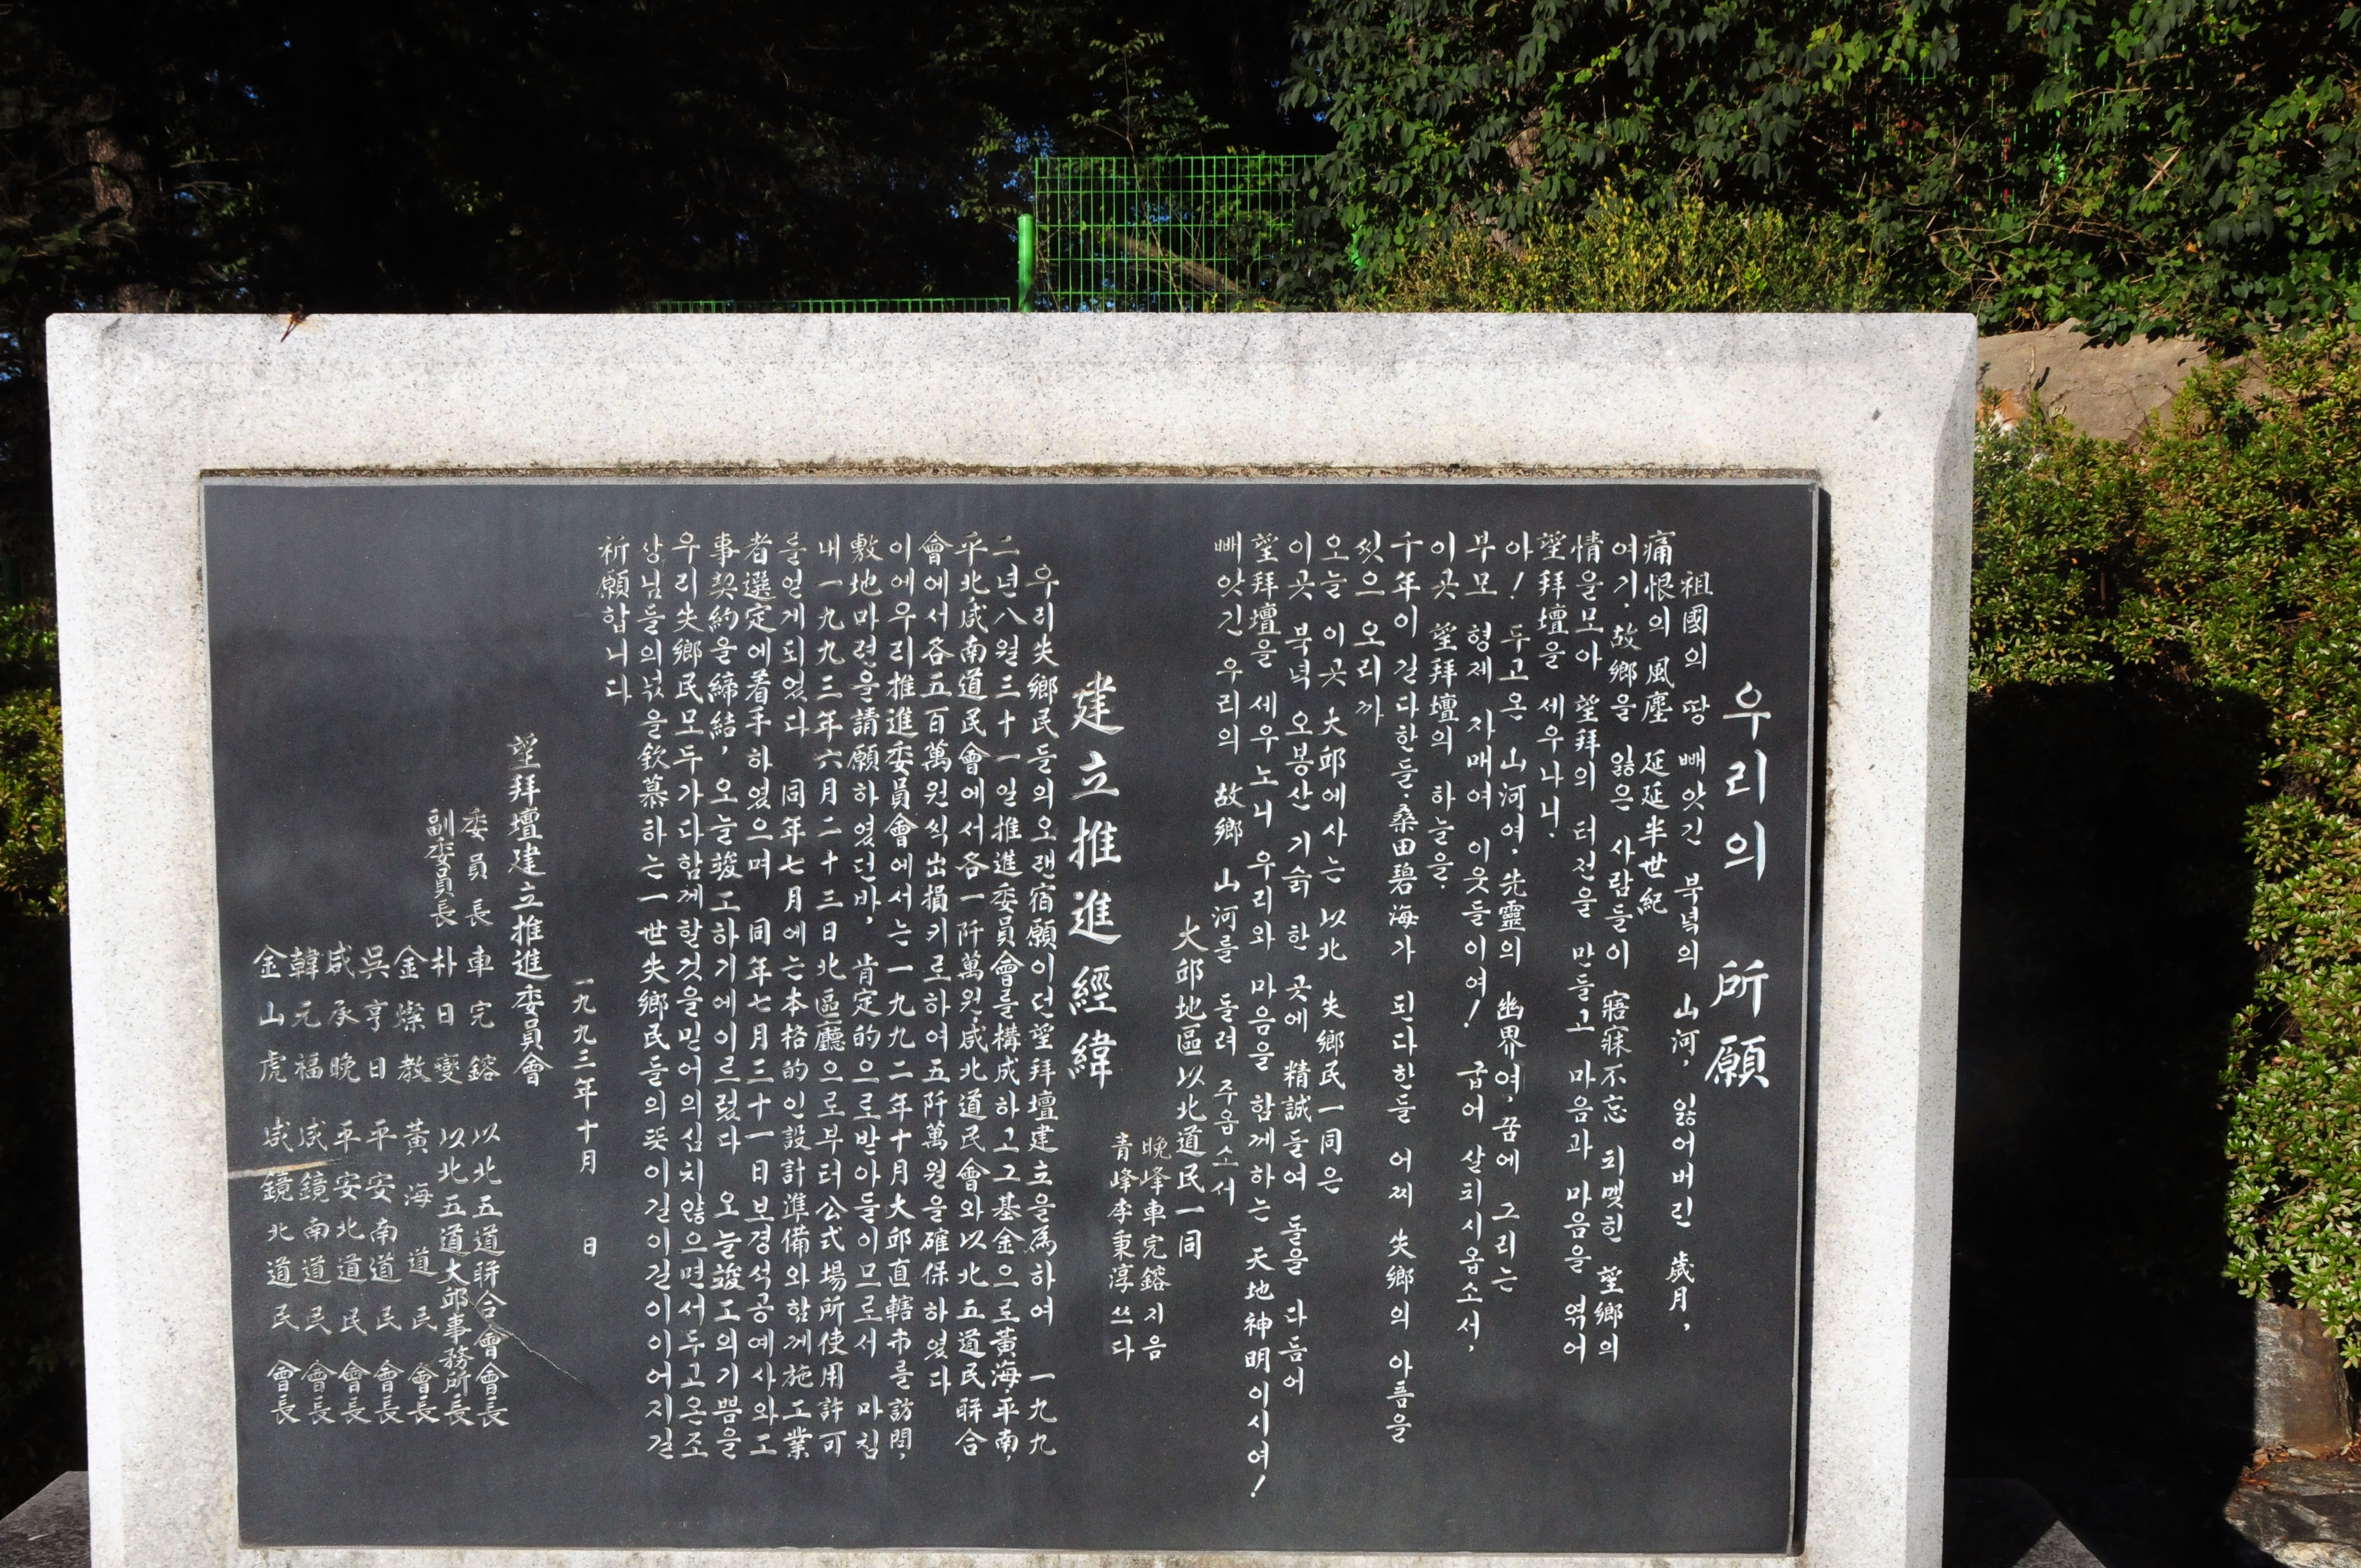 우리의 所願
祖國의 땅 빼앗긴 북녘의 山河, 잃어버린 歲月,
痛恨의 風塵 延延半世紀
여기, 故鄉을 잃은 사람들이 寤寐不忘 되맺힌 望鄉의
情을모아 望拜의 터전을 만들고 마음과 마음을 엮어
望拜壇을 세우나니.
아! 두고온 山河여, 先靈의 幽界여, 꿈에 그리는
부모 형제 자매여 이웃들이여! 굽어 살피시옵소서,
이곳 望拜壇의 하늘을.
千年이 길다한들 桑田碧海가 된다한들 어찌 失鄉의 아픔을
씻으오리까
오늘 이곳 大邱에사는 以北 失鄉民一同은
이곳 북녘 오봉산 기슭 한 곳에 精誠들여 돌을 다듬어
望拜壇을 세우노니 우리와 마음을 함께하는 天地神明이시여!
빼앗긴 우리의 故鄉 山河를 돌려 주옵소서
大邱地區以北道民一同
晩峰車完鎔지음
靑峰李秉淳쓰다
建立推進經緯
우리失鄉民들의오랜宿願이던望拜壇建立을爲하여 一九九
二년八월三十一일推進委員會를構成하고그基金으로黃海,平南,
平北,咸南道民會에서各一阡萬원,咸北道民會와以北五道民聯合
會에서各五百萬원씩出損키로하여五阡萬원을確保하였다
이에우리推進委員會에서는一九九二年十月大邱直轄市를訪問,
敷地마련을請願하였던바, 肯定的으로받아들이므로서 마침
내一九九三年六月二十三日北區廳으로부터公式場所使用許可
를얻게되었다 同年七月에는本格的인設計準備와함께施工業
者選定에着手하였으며 同年七月三十一日보경석공예사와도
事契約을締結, 오늘竣工하기에이르렀다 오늘竣工의기쁨을
우리失鄉民모두가다함께할것을믿어의심치않으면서두고온조
상님들의넋을欽慕하는一世失鄉民들의뜻이길이길이이어지길
祈願합니다
一九九三年十月 日
望拜壇建立推進委員會
委員長 車完鎔 以北五道聯合會會長
副委員長 朴日燮 以北五道大邱事務所長
金燦敎 黃海道民會長
吳亨日 平安南道民會長
咸承晩 平安北道民會長
韓元福 咸鏡南道民會長
金山虎 咸鏡北道民會長